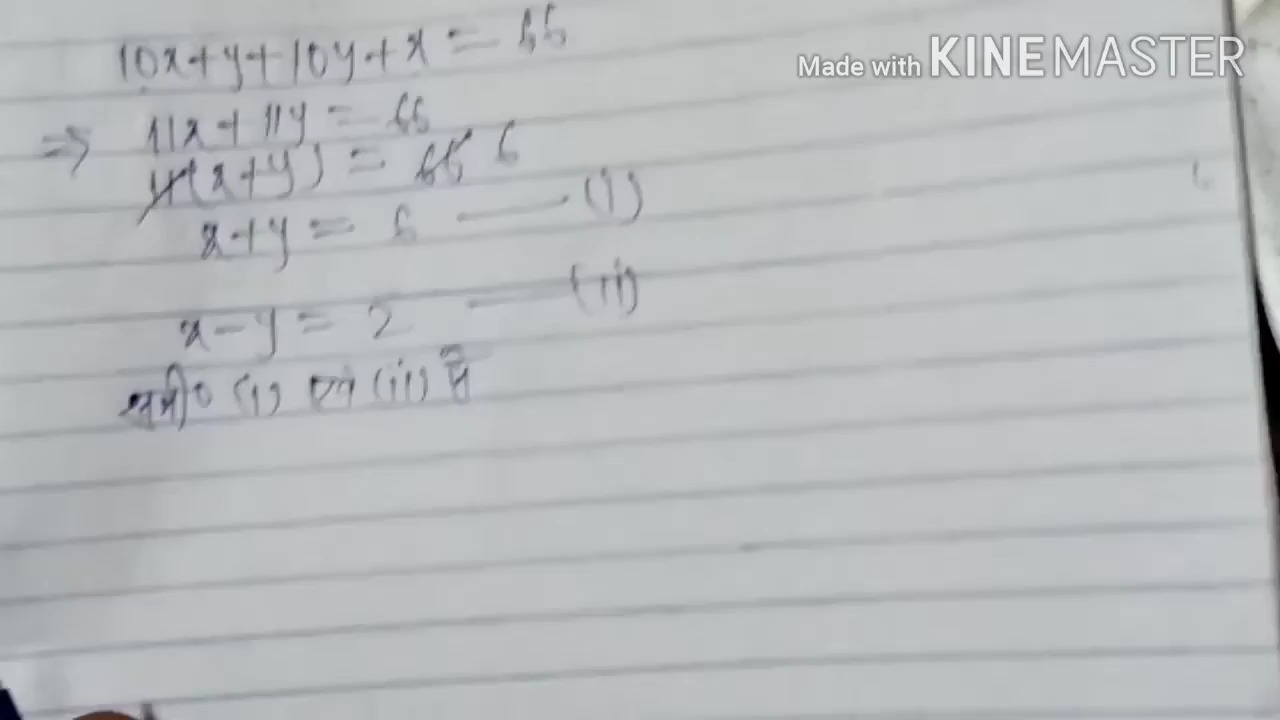 10x+y+10y+x = 66
Made with KINEMASTER
⇒ 11x + 11y = 66
11(x+y) = 66 6
x+y = 6 —— (i)
x-y = 2 —— (ii)
समी० (i) एवं (ii) से